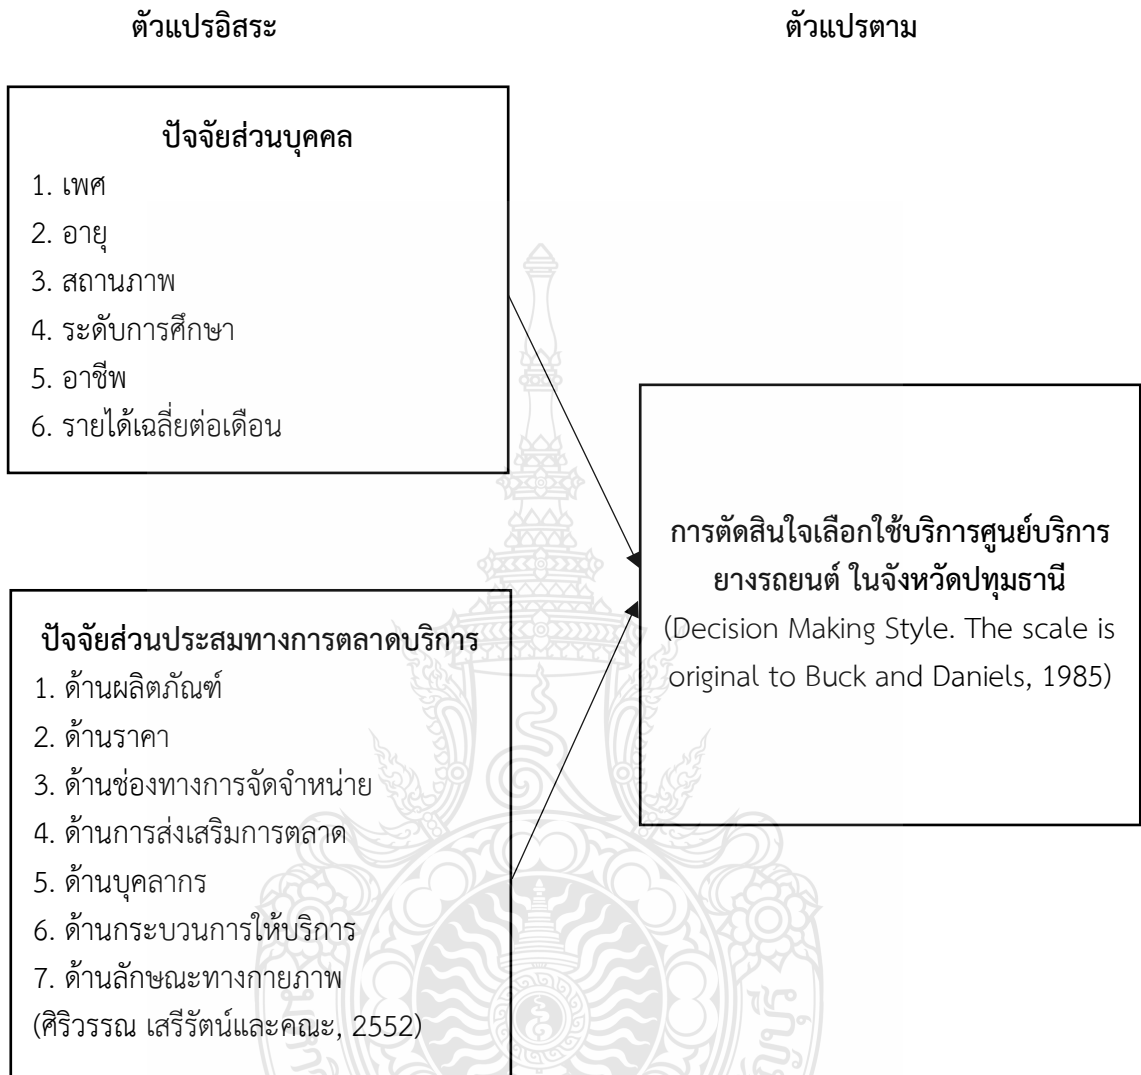 ตัวแปรอิสระ
ตัวแปรตาม
ปัจจัยส่วนบุคคล
1. เพศ
2. อายุ
3. สถานภาพ
4. ระดับการศึกษา
5. อาชีพ
6. รายได้เฉลี่ยต่อเดือน
ปัจจัยส่วนประสมทางการตลาดบริการ
1. ด้านผลิตภัณฑ์
2. ด้านราคา
3. ด้านช่องทางการจัดจำหน่าย
4. ด้านการส่งเสริมการตลาด
5. ด้านบุคลากร
6. ด้านกระบวนการให้บริการ
7. ด้านลักษณะทางกายภาพ
(ศิริวรรณ เสรีรัตน์และคณะ, 2552)
การตัดสินใจเลือกใช้บริการศูนย์บริการ
ยางรถยนต์ ในจังหวัดปทุมธานี
(Decision Making Style. The scale is
original to Buck and Daniels, 1985)